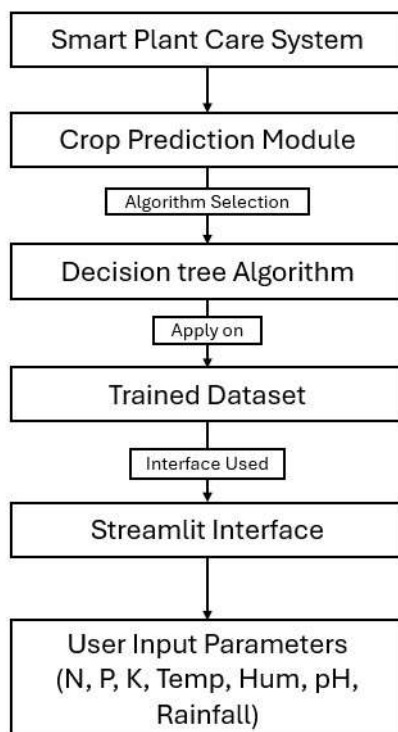 Smart Plant Care System
Crop Prediction Module
Algorithm Selection
Decision tree Algorithm
Apply on
Trained Dataset
Interface Used
Streamlit Interface
User Input Parameters
(N, P, K, Temp, Hum, pH,
Rainfall)